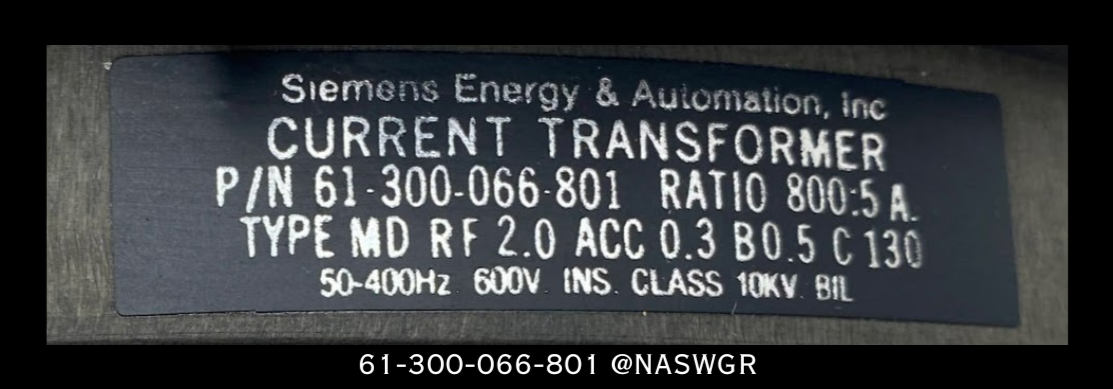 Siemens Energy & Automation, Inc
CURRENT TRANSFORMER
P/N 61-300-066-801 RATIO 800:5 A.
TYPE MD RF 2.0 ACC 0.3 B0.5 C 130
50-400Hz 600V. INS. CLASS 10KV. BIL
61-300-066-801 @NASWGR